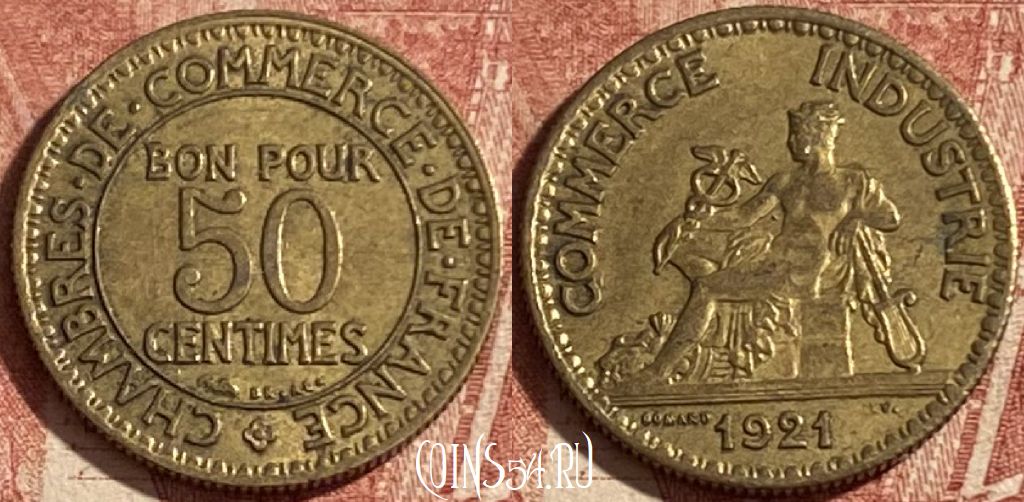 CHAMBRES · DE · COMMERCE · DE · FRANCE
BON POUR
50
CENTIMES
COMMERCE INDUSTRIE
1921
COINS54.RU